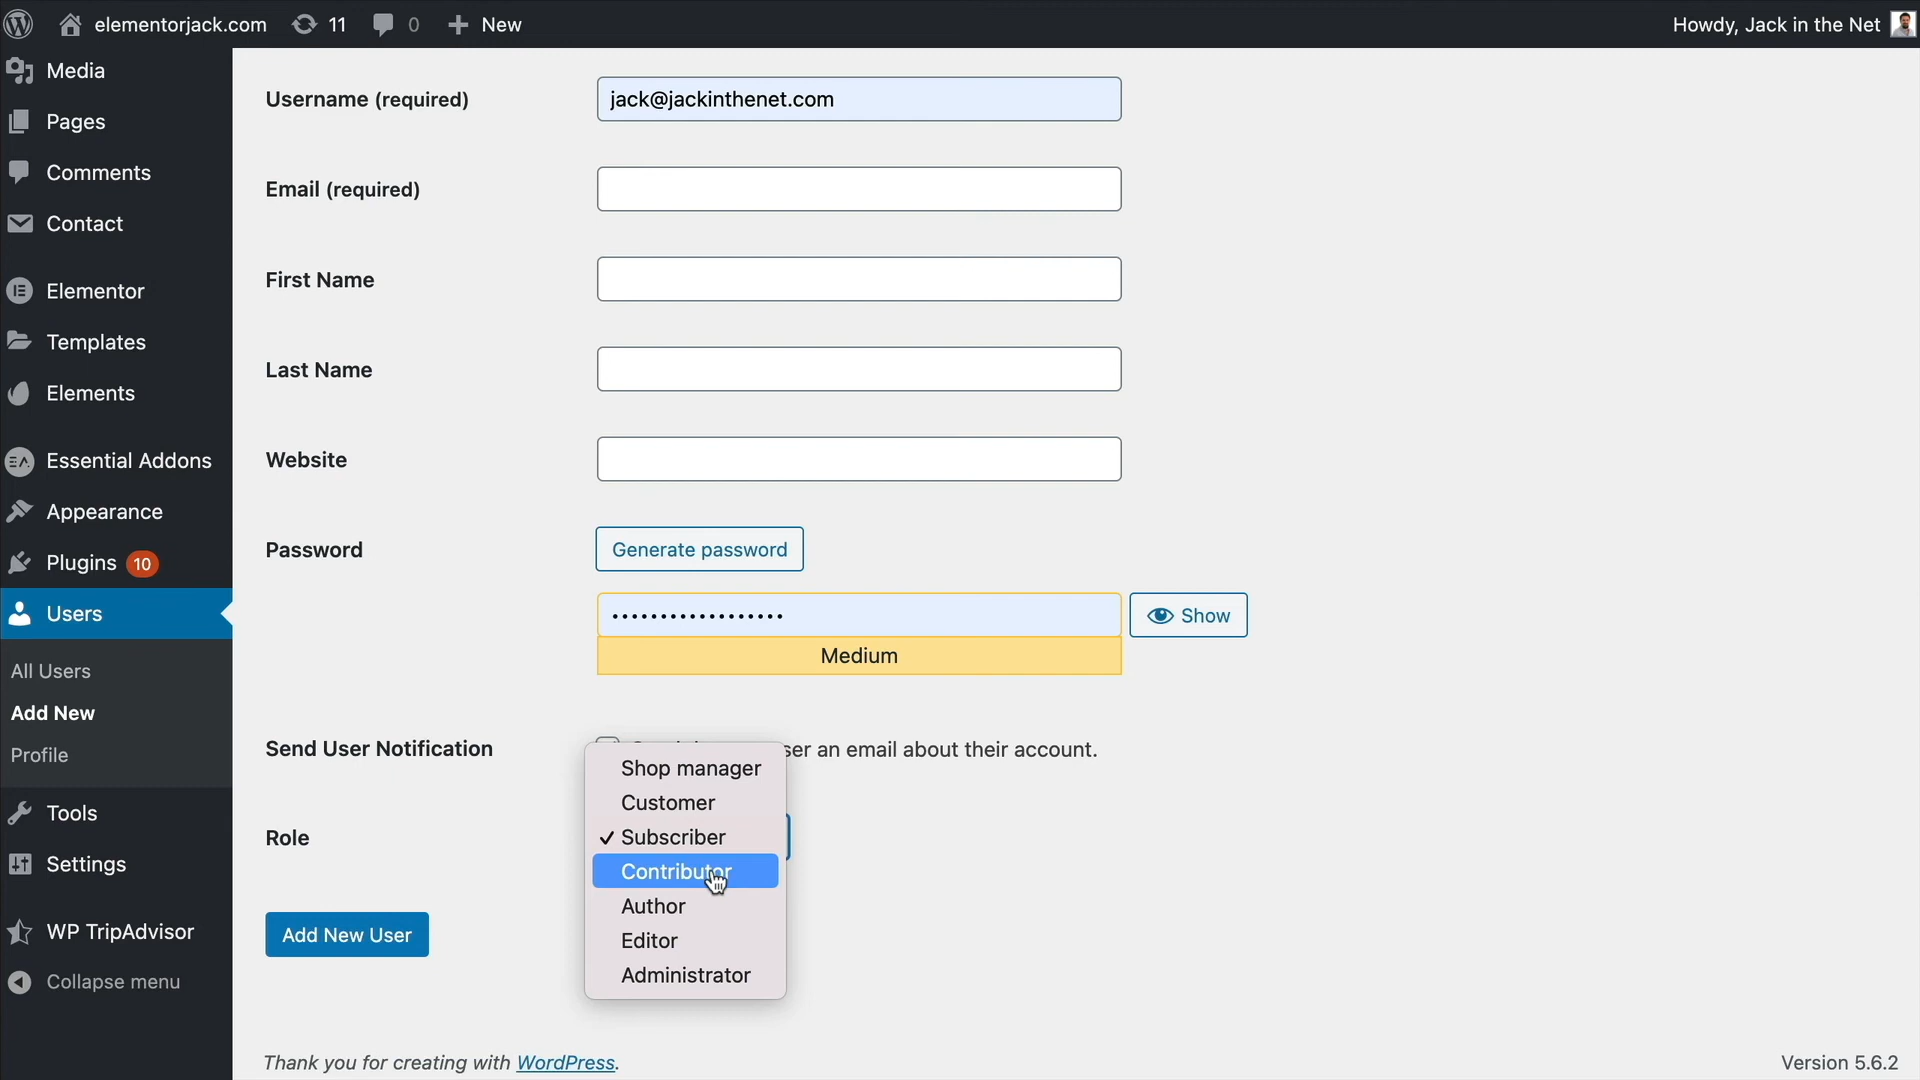 elementorjack.com 11 0 New Howdy, Jack in the Net
Media
Pages
Comments
Contact
Elementor
Templates
Elements
Essential Addons
Appearance
Plugins 10
Users
All Users
Add New
Profile
Tools
Settings
WP TripAdvisor
Collapse menu
Username (required) jack@jackinthenet.com
Email (required)
First Name
Last Name
Website
Password Generate password
•••••••••••••••••• Show
Medium
Send User Notification ser an email about their account.
Role
Shop manager
Customer
✓ Subscriber
Contributor
Author
Editor
Administrator
Add New User
Thank you for creating with WordPress. Version 5.6.2